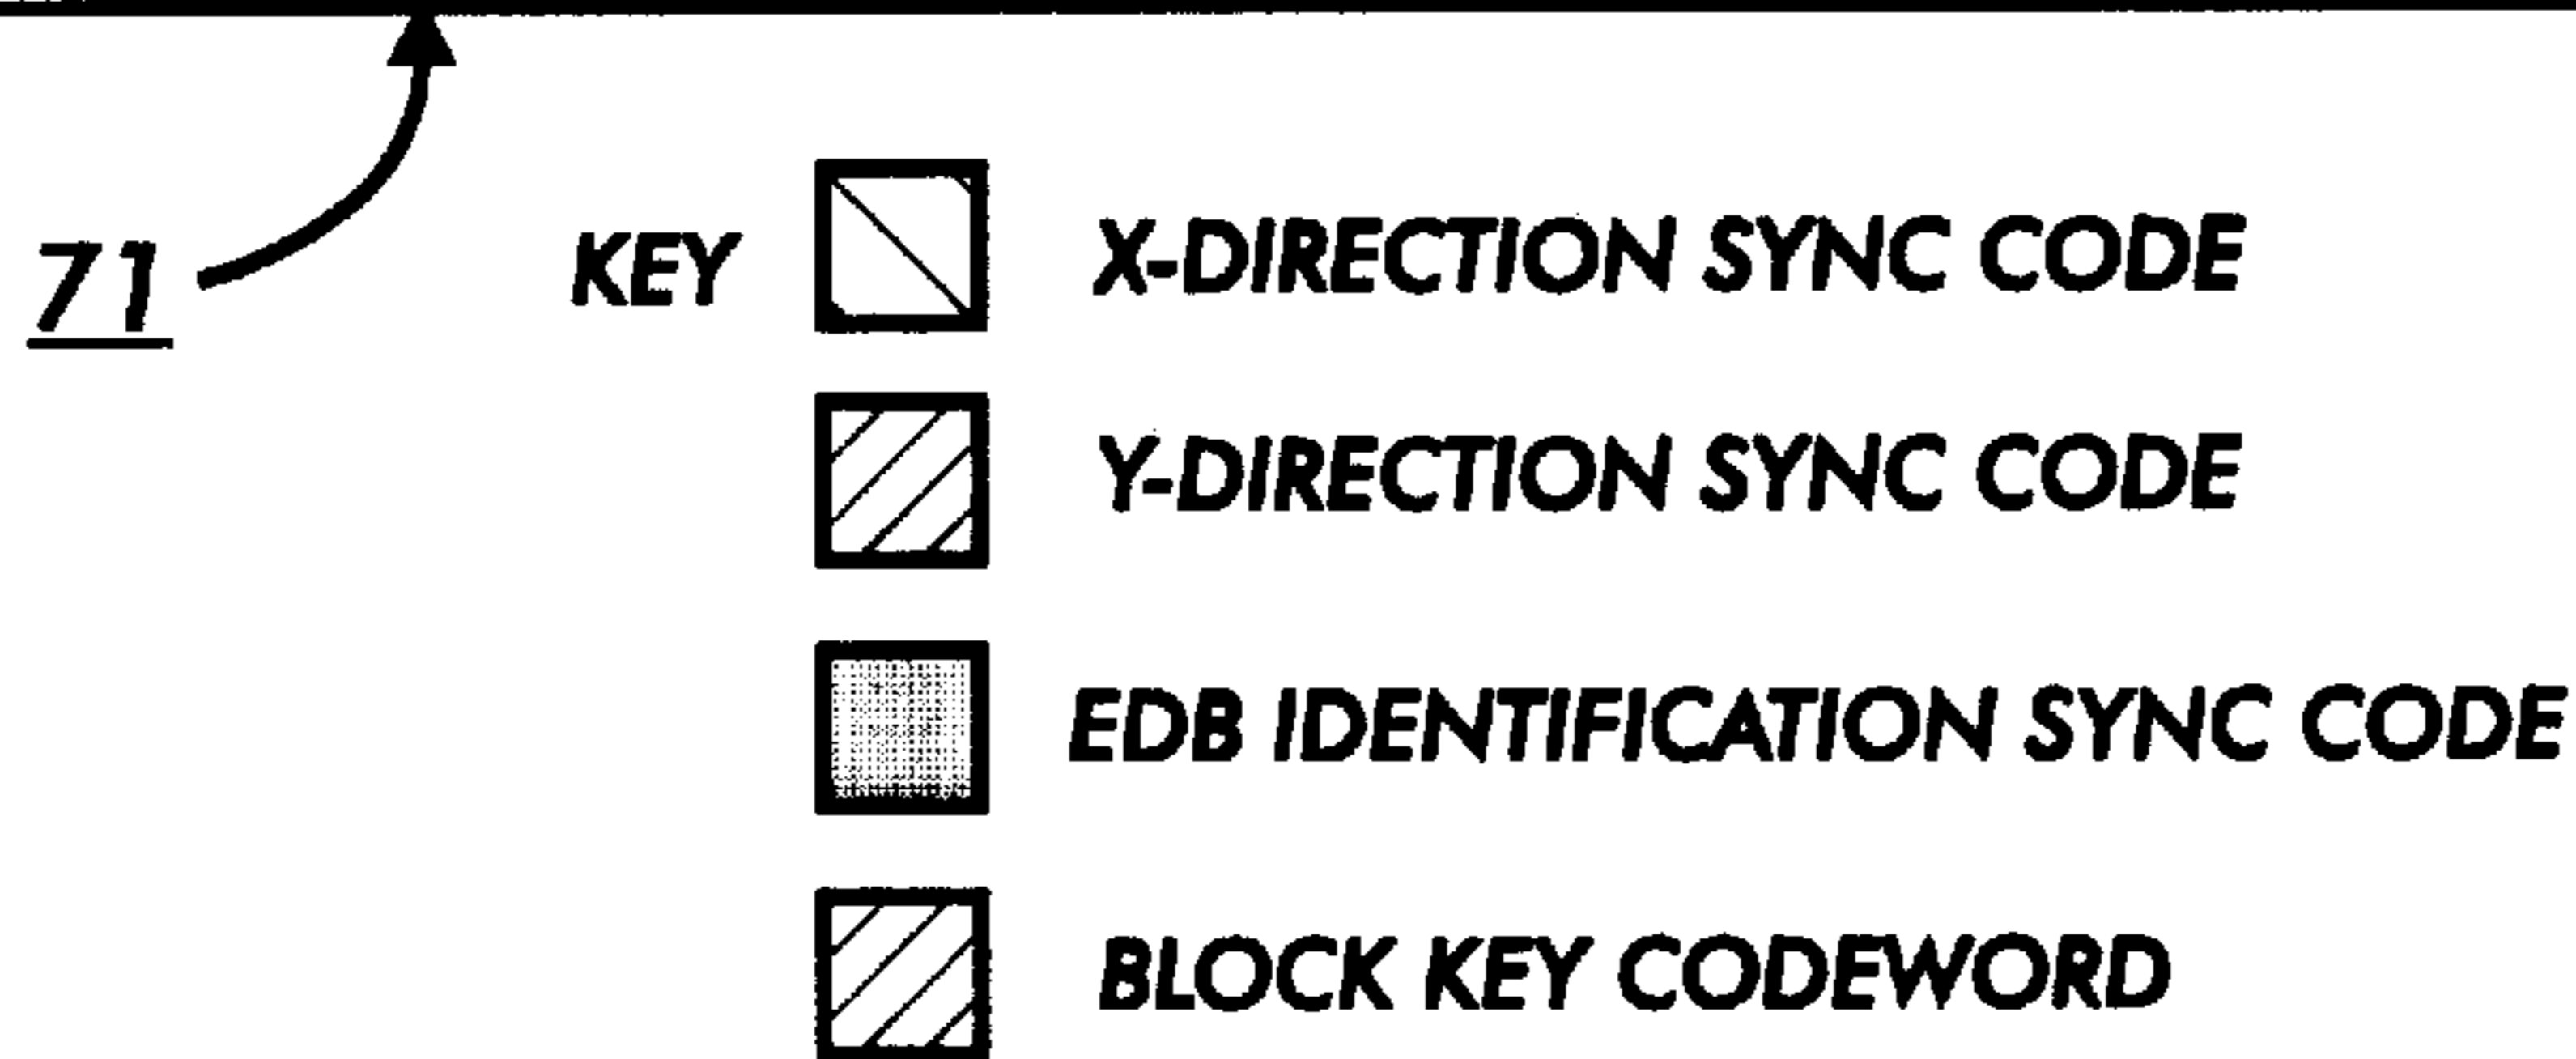 71
KEY
X-DIRECTION SYNC CODE
Y-DIRECTION SYNC CODE
EDB IDENTIFICATION SYNC CODE
BLOCK KEY CODEWORD